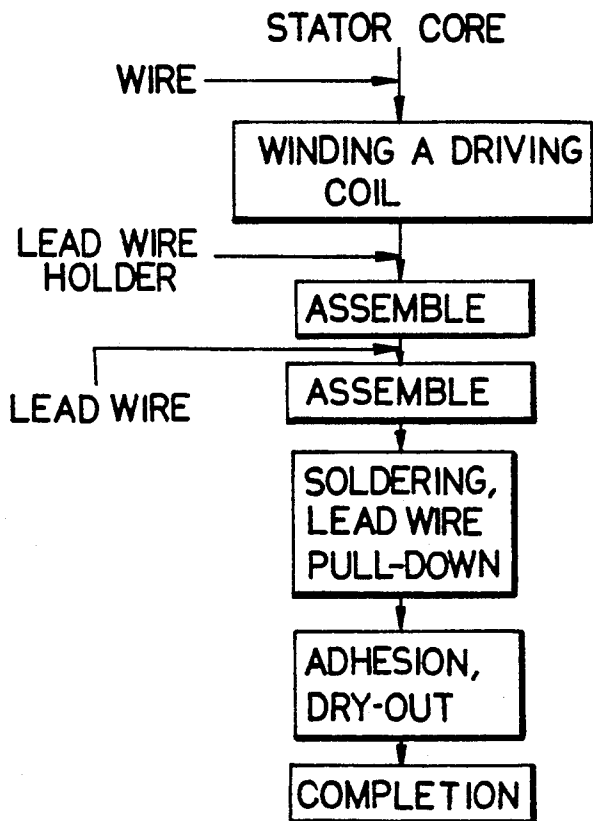 STATOR CORE
WIRE
WINDING A DRIVING
COIL
LEAD WIRE
HOLDER
ASSEMBLE
LEAD WIRE
ASSEMBLE
SOLDERING,
LEAD WIRE
PULL-DOWN
ADHESION,
DRY-OUT
COMPLETION